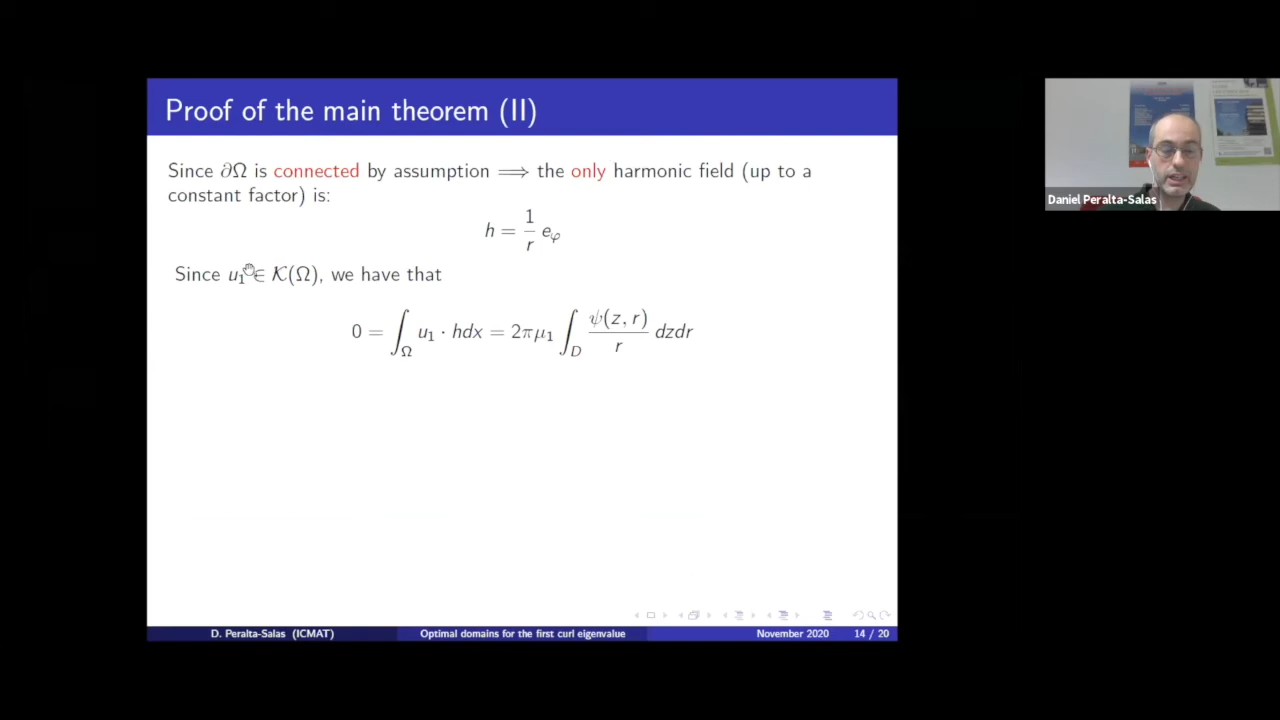 Proof of the main theorem (II)
Since ∂Ω is connected by assumption ⟹ the only harmonic field (up to a
constant factor) is:
h = 1/r e_φ
Since u₁ ∈ 𝒦(Ω), we have that
0 = ∫_Ω u₁ · hdx = 2πμ₁ ∫_D ψ(z, r)/r dzdr
D. Peralta-Salas (ICMAT) Optimal domains for the first curl eigenvalue November 2020 14 / 20
Daniel Peralta-Salas